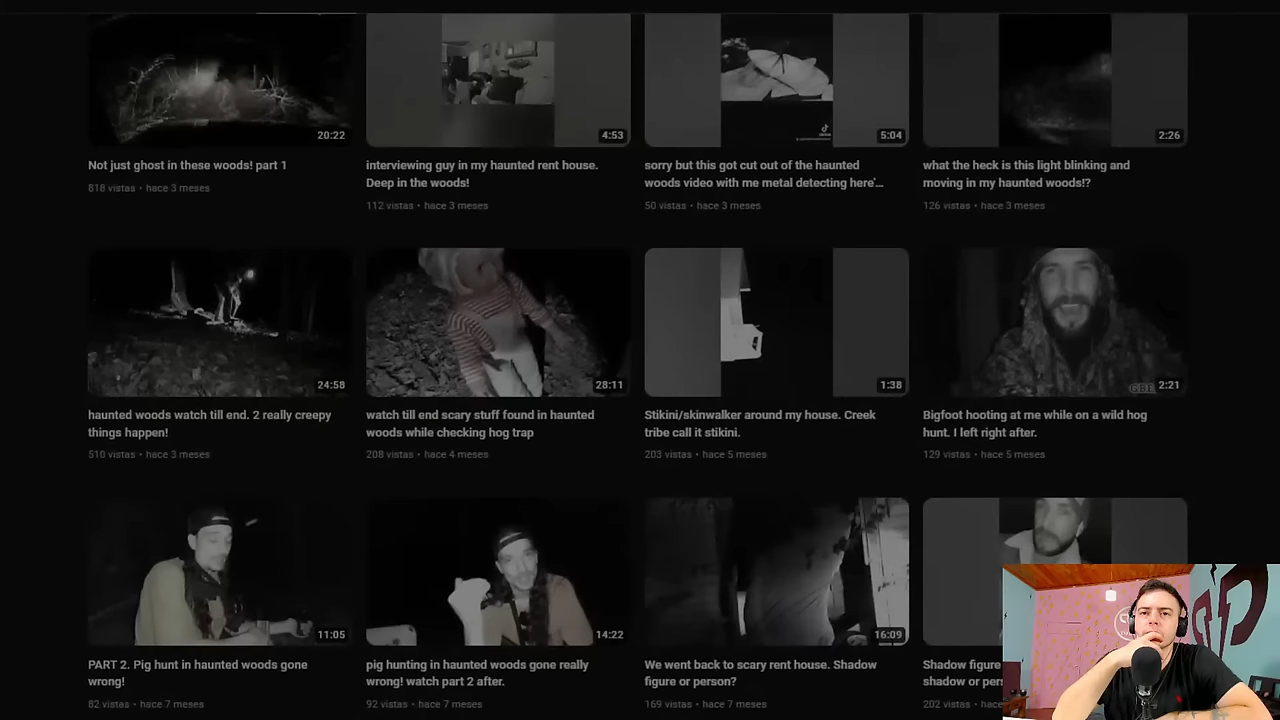 20:22
4:53
5:04
2:26
Not just ghost in these woods! part 1
818 vistas • hace 3 meses
interviewing guy in my haunted rent house.
Deep in the woods!
112 vistas • hace 3 meses
sorry but this got cut out of the haunted
woods video with me metal detecting here'...
50 vistas • hace 3 meses
what the heck is this light blinking and
moving in my haunted woods!?
126 vistas • hace 3 meses
24:58
28:11
1:38
2:21
haunted woods watch till end. 2 really creepy
things happen!
510 vistas • hace 3 meses
watch till end scary stuff found in haunted
woods while checking hog trap
208 vistas • hace 4 meses
Stikini/skinwalker around my house. Creek
tribe call it stikini.
203 vistas • hace 5 meses
Bigfoot hooting at me while on a wild hog
hunt. I left right after.
129 vistas • hace 5 meses
11:05
14:22
16:09
PART 2. Pig hunt in haunted woods gone
wrong!
82 vistas • hace 7 meses
pig hunting in haunted woods gone really
wrong! watch part 2 after.
92 vistas • hace 7 meses
We went back to scary rent house. Shadow
figure or person?
169 vistas • hace 7 meses
Shadow figure
shadow or pers
202 vistas • hace 7 meses